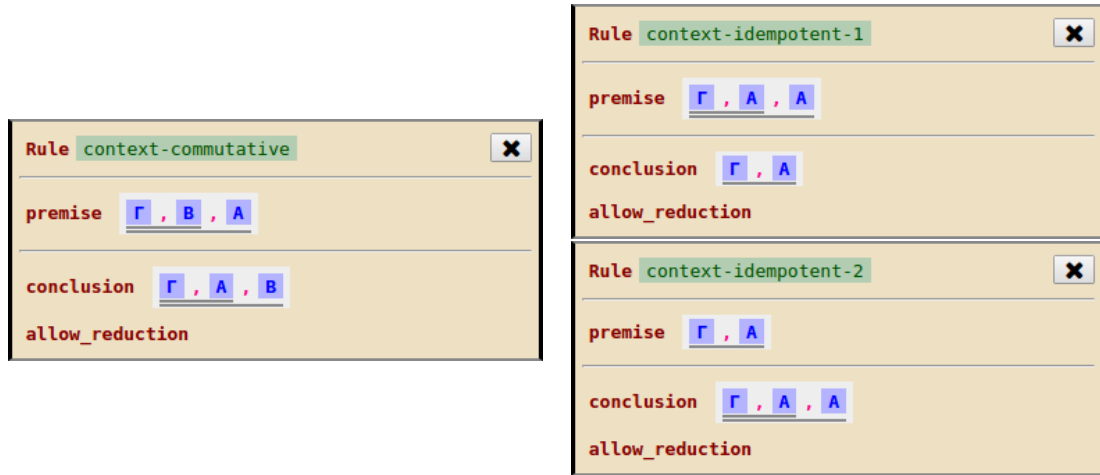 Rule context-commutative ✖
premise Γ , B , A
conclusion Γ , A , B
allow_reduction
Rule context-idempotent-1 ✖
premise Γ , A , A
conclusion Γ , A
allow_reduction
Rule context-idempotent-2 ✖
premise Γ , A
conclusion Γ , A , A
allow_reduction